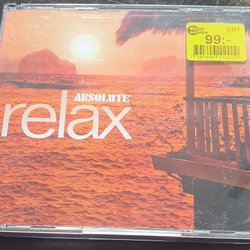 CD1
99:-
ABSOLUTE
relax